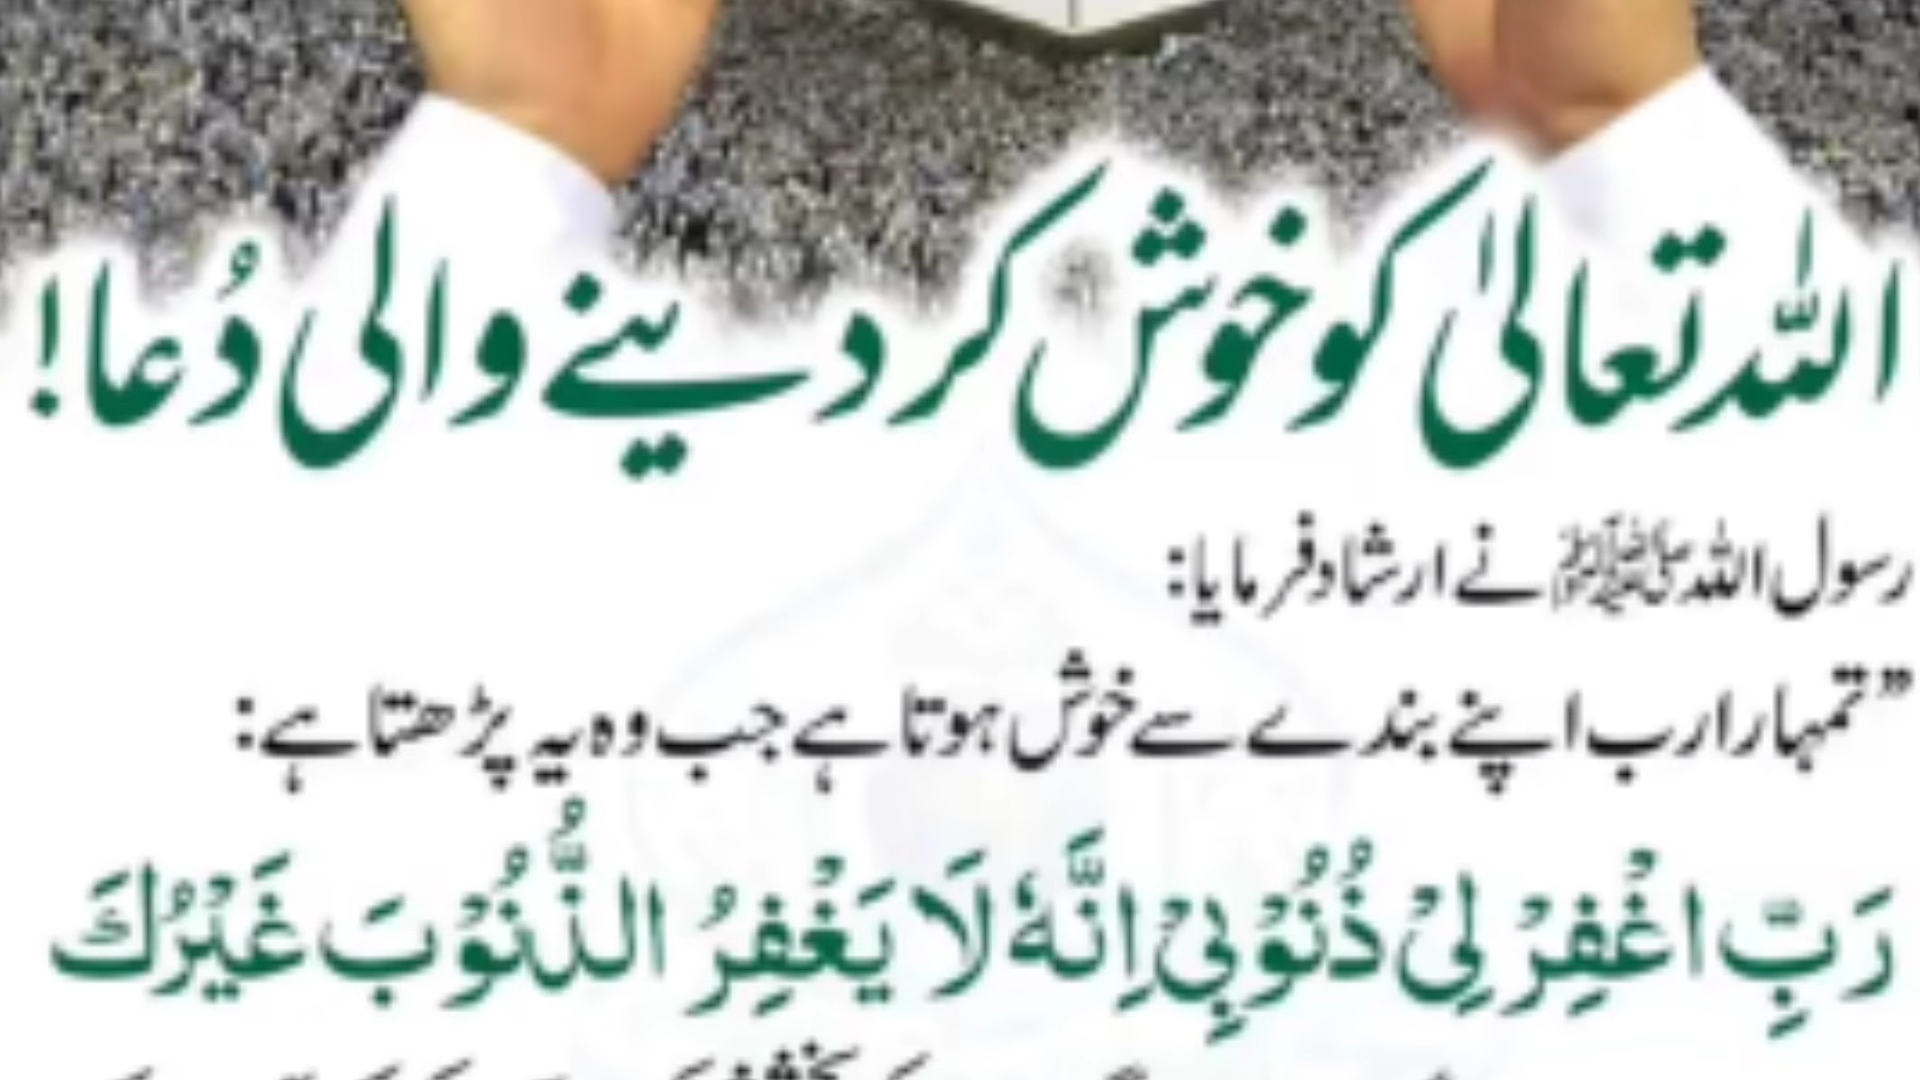 اللہ تعالیٰ کو خوش کر دینے والی دُعا!
رسول اللہ ﷺ نے ارشاد فرمایا:
”تمہارا رب اپنے بندے سے خوش ہوتا ہے جب وہ یہ پڑھتا ہے:
رَبِّ اغْفِرْ لِیْ ذُنُوْبِیْ اِنَّہٗ لَا یَغْفِرُ الذُّنُوْبَ غَیْرُكَ